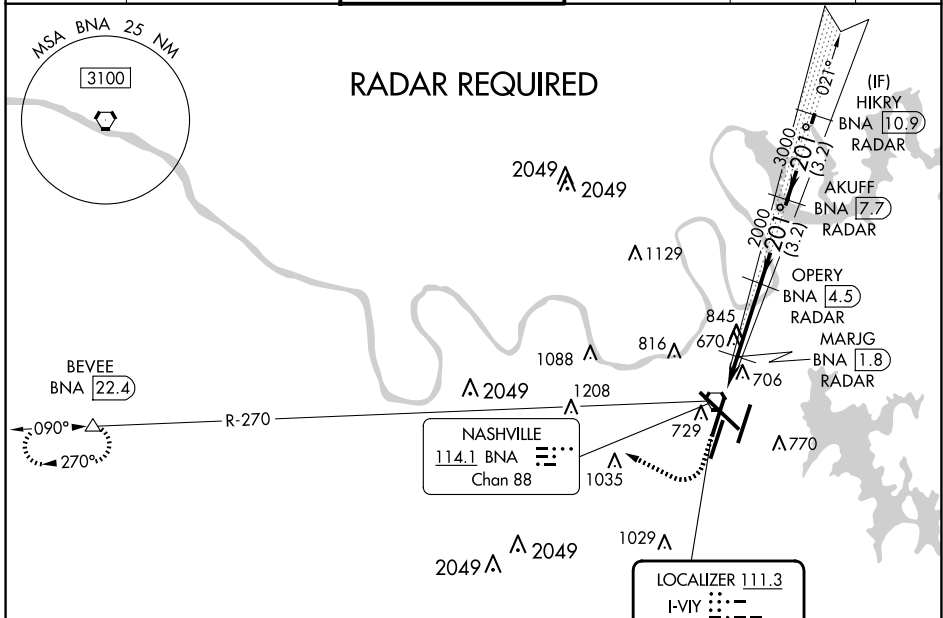 MSA BNA 25 NM
3100
RADAR REQUIRED
021°
(IF)
HIKRY
BNA 10.9
RADAR
3000
201°
(3.2)
AKUFF
BNA 7.7
RADAR
2000
201°
(3.2)
OPERY
BNA 4.5
RADAR
MARJG
BNA 1.8
RADAR
2049
2049
1129
845
670
816
706
1088
2049
1208
729
770
BEVEE
BNA 22.4
090°
270°
R-270
NASHVILLE
114.1 BNA
Chan 88
1035
1029
2049
2049
LOCALIZER 111.3
I-VIY